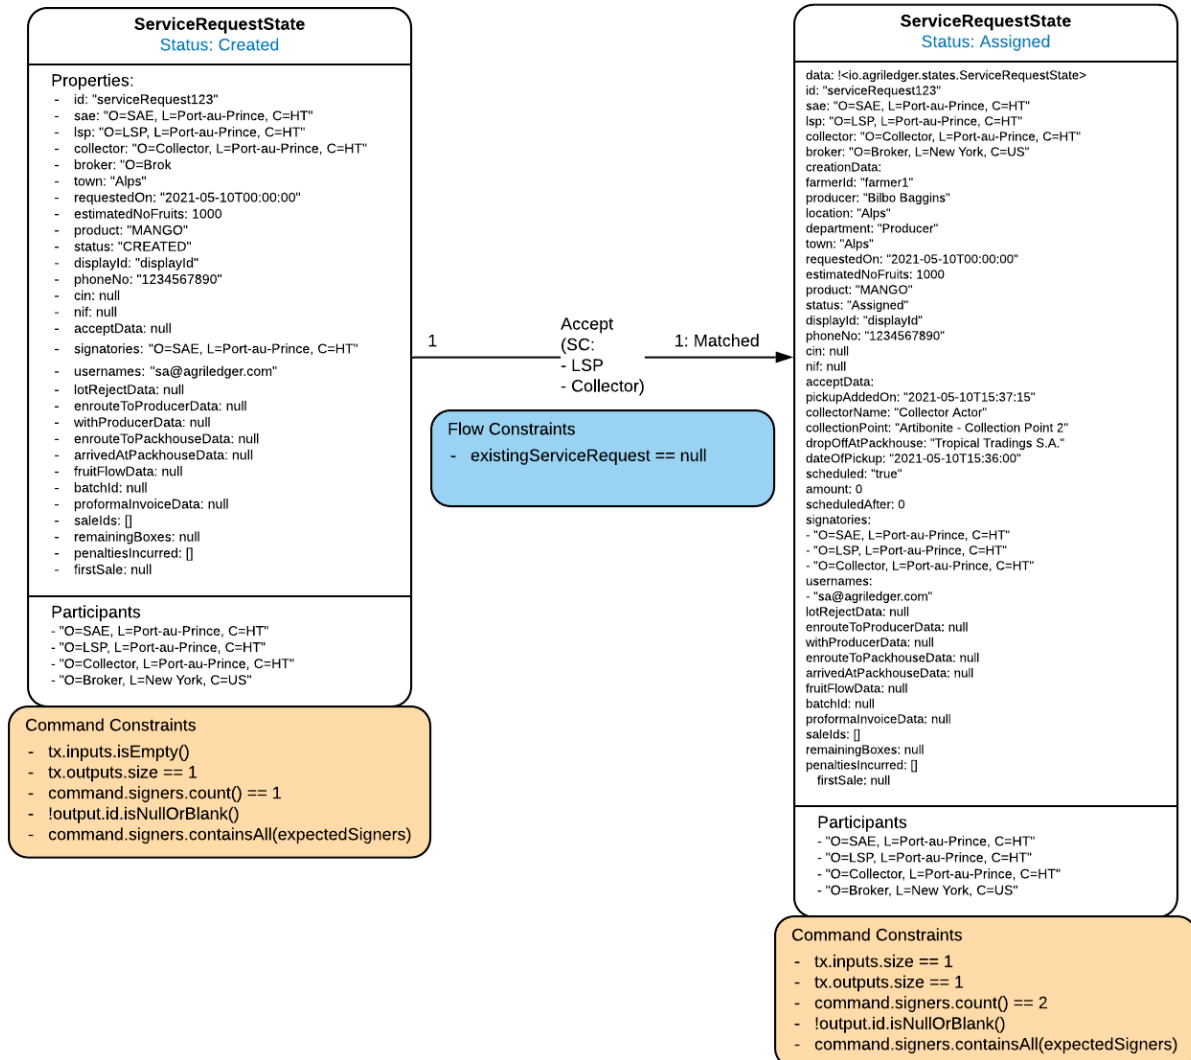 ServiceRequestState
Status: Created
Properties:
- id: "serviceRequest123"
- sae: "O=SAE, L=Port-au-Prince, C=HT"
- lsp: "O=LSP, L=Port-au-Prince, C=HT"
- collector: "O=Collector, L=Port-au-Prince, C=HT"
- broker: "O=Brok
- town: "Alps"
- requestedOn: "2021-05-10T00:00:00"
- estimatedNoFruits: 1000
- product: "MANGO"
- status: "CREATED"
- displayId: "displayId"
- phoneNo: "1234567890"
- cin: null
- nif: null
- acceptData: null
- signatories: "O=SAE, L=Port-au-Prince, C=HT"
- usernames: "sa@agriledger.com"
- lotRejectData: null
- enrouteToProducerData: null
- withProducerData: null
- enrouteToPackhouseData: null
- arrivedAtPackhouseData: null
- fruitFlowData: null
- batchId: null
- proformaInvoiceData: null
- saleIds: []
- remainingBoxes: null
- penaltiesIncurred: []
- firstSale: null
Participants
- "O=SAE, L=Port-au-Prince, C=HT"
- "O=LSP, L=Port-au-Prince, C=HT"
- "O=Collector, L=Port-au-Prince, C=HT"
- "O=Broker, L=New York, C=US"
Command Constraints
- tx.inputs.isEmpty()
- tx.outputs.size == 1
- command.signers.count() == 1
- !output.id.isNullOrBlank()
- command.signers.containsAll(expectedSigners)
1
Accept
(SC:
- LSP
- Collector)
1: Matched
Flow Constraints
- existingServiceRequest == null
ServiceRequestState
Status: Assigned
data: !<io.agriledger.states.ServiceRequestState>
id: "serviceRequest123"
sae: "O=SAE, L=Port-au-Prince, C=HT"
lsp: "O=LSP, L=Port-au-Prince, C=HT"
collector: "O=Collector, L=Port-au-Prince, C=HT"
broker: "O=Broker, L=New York, C=US"
creationData:
farmerId: "farmer1"
producer: "Bilbo Baggins"
location: "Alps"
department: "Producer"
town: "Alps"
requestedOn: "2021-05-10T00:00:00"
estimatedNoFruits: 1000
product: "MANGO"
status: "Assigned"
displayId: "displayId"
phoneNo: "1234567890"
cin: null
nif: null
acceptData:
pickupAddedOn: "2021-05-10T15:37:15"
collectorName: "Collector Actor"
collectionPoint: "Artibonite - Collection Point 2"
dropOffAtPackhouse: "Tropical Tradings S.A."
dateOfPickup: "2021-05-10T15:36:00"
scheduled: "true"
amount: 0
scheduledAfter: 0
signatories:
- "O=SAE, L=Port-au-Prince, C=HT"
- "O=LSP, L=Port-au-Prince, C=HT"
- "O=Collector, L=Port-au-Prince, C=HT"
usernames:
- "sa@agriledger.com"
lotRejectData: null
enrouteToProducerData: null
withProducerData: null
enrouteToPackhouseData: null
arrivedAtPackhouseData: null
fruitFlowData: null
batchId: null
proformaInvoiceData: null
saleIds: []
remainingBoxes: null
penaltiesIncurred: []
firstSale: null
Participants
- "O=SAE, L=Port-au-Prince, C=HT"
- "O=LSP, L=Port-au-Prince, C=HT"
- "O=Collector, L=Port-au-Prince, C=HT"
- "O=Broker, L=New York, C=US"
Command Constraints
- tx.inputs.size == 1
- tx.outputs.size == 1
- command.signers.count() == 2
- !output.id.isNullOrBlank()
- command.signers.containsAll(expectedSigners)